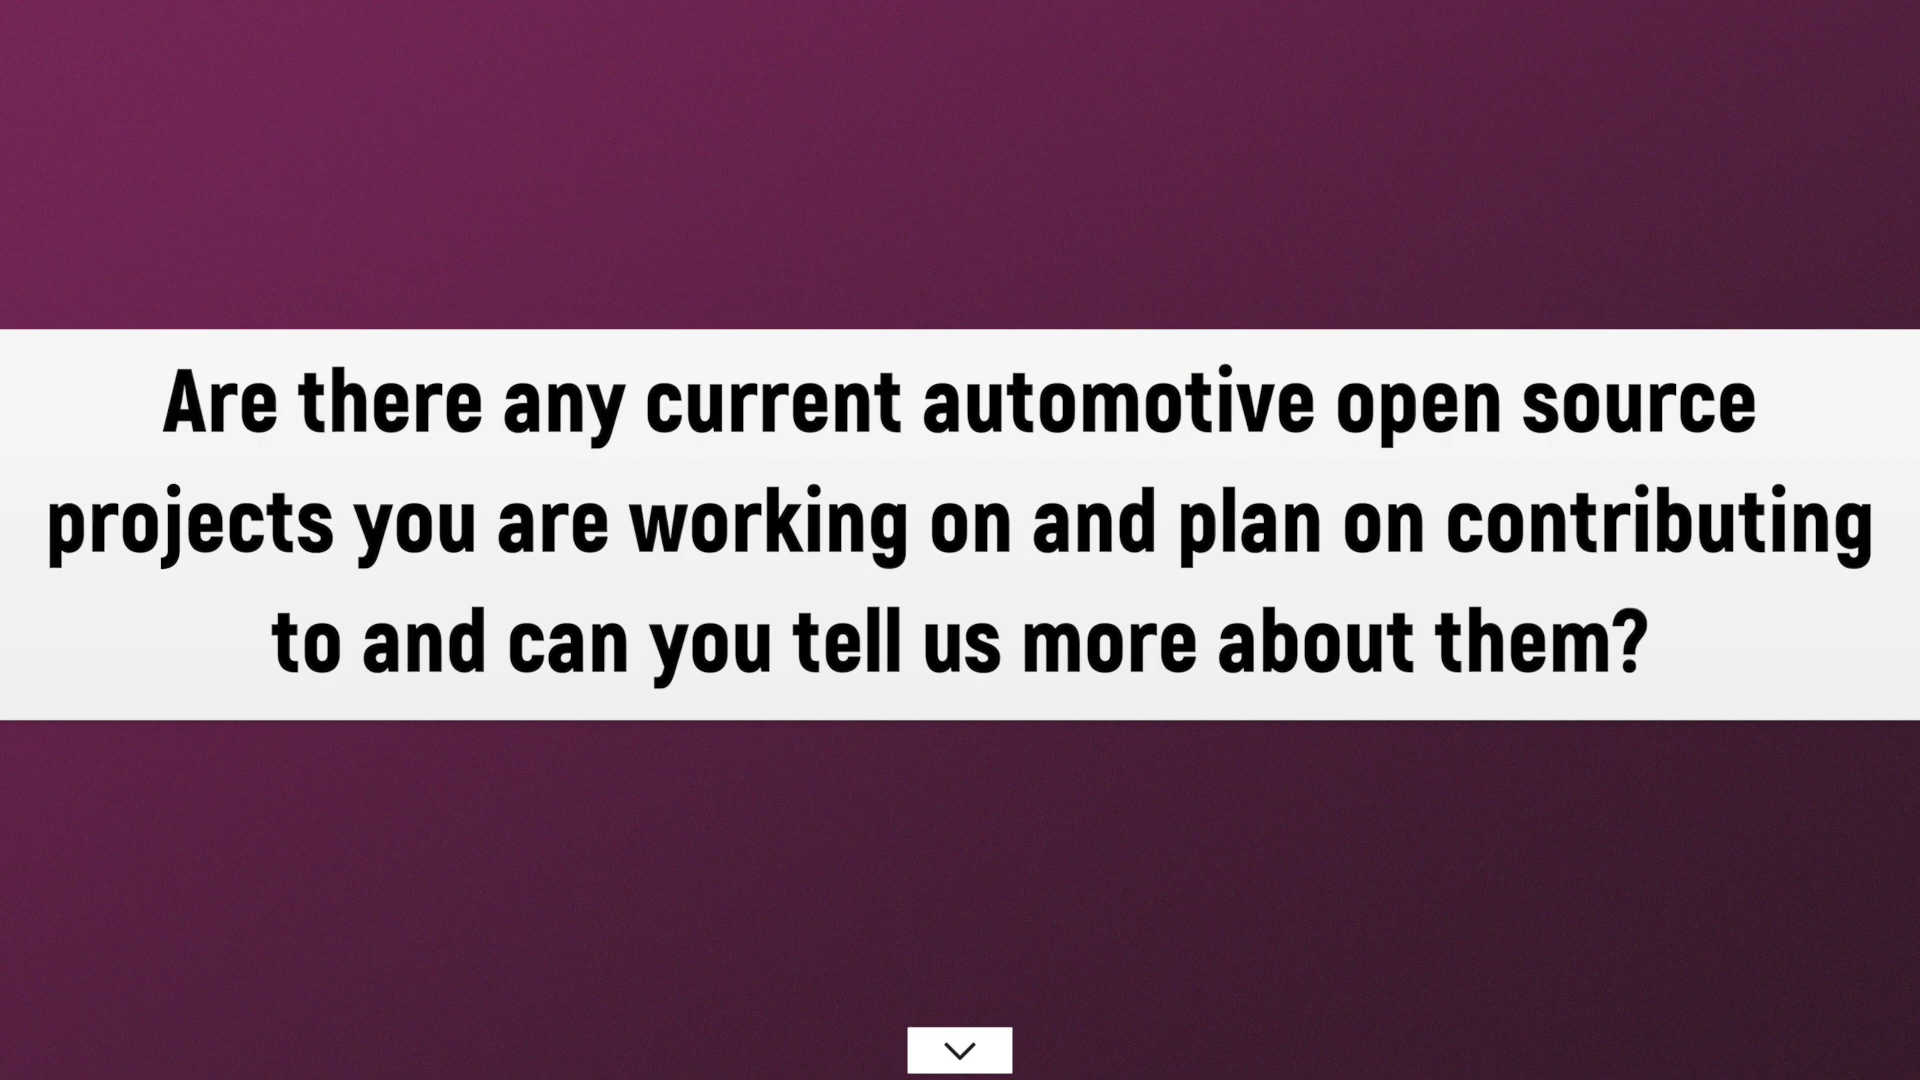 Are there any current automotive open source
projects you are working on and plan on contributing
to and can you tell us more about them?